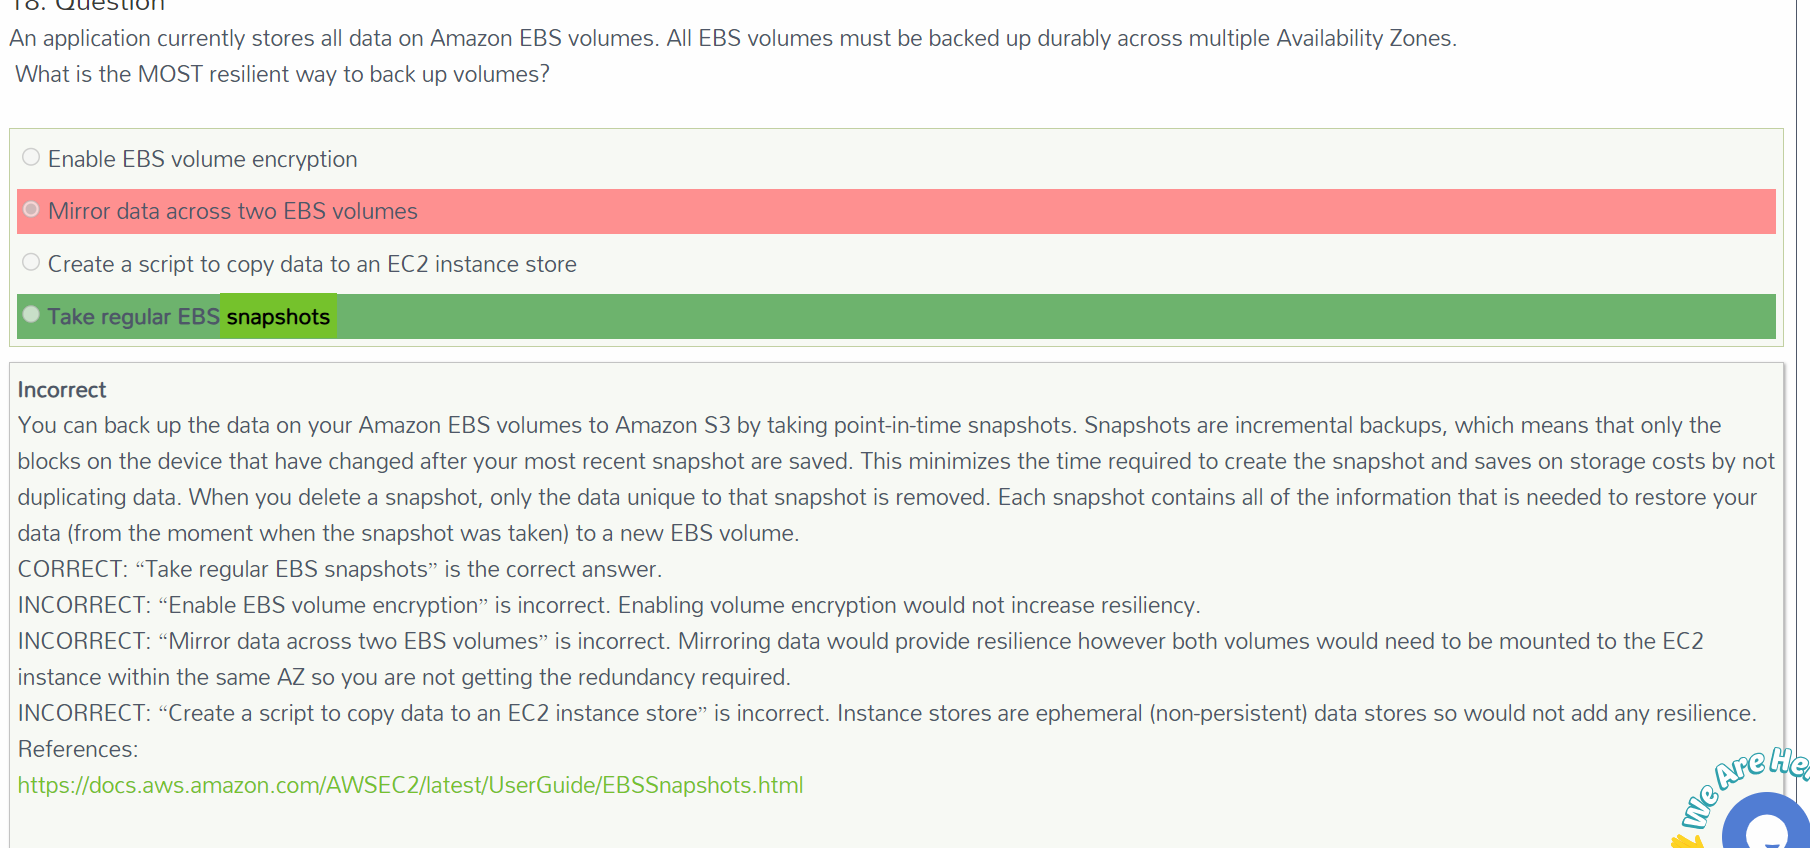 18. Question
An application currently stores all data on Amazon EBS volumes. All EBS volumes must be backed up durably across multiple Availability Zones.
What is the MOST resilient way to back up volumes?
Enable EBS volume encryption
Mirror data across two EBS volumes
Create a script to copy data to an EC2 instance store
Take regular EBS snapshots
Incorrect
You can back up the data on your Amazon EBS volumes to Amazon S3 by taking point-in-time snapshots. Snapshots are incremental backups, which means that only the
blocks on the device that have changed after your most recent snapshot are saved. This minimizes the time required to create the snapshot and saves on storage costs by not
duplicating data. When you delete a snapshot, only the data unique to that snapshot is removed. Each snapshot contains all of the information that is needed to restore your
data (from the moment when the snapshot was taken) to a new EBS volume.
CORRECT: “Take regular EBS snapshots” is the correct answer.
INCORRECT: “Enable EBS volume encryption” is incorrect. Enabling volume encryption would not increase resiliency.
INCORRECT: “Mirror data across two EBS volumes” is incorrect. Mirroring data would provide resilience however both volumes would need to be mounted to the EC2
instance within the same AZ so you are not getting the redundancy required.
INCORRECT: “Create a script to copy data to an EC2 instance store” is incorrect. Instance stores are ephemeral (non-persistent) data stores so would not add any resilience.
References:
https://docs.aws.amazon.com/AWSEC2/latest/UserGuide/EBSSnapshots.html
We Are He